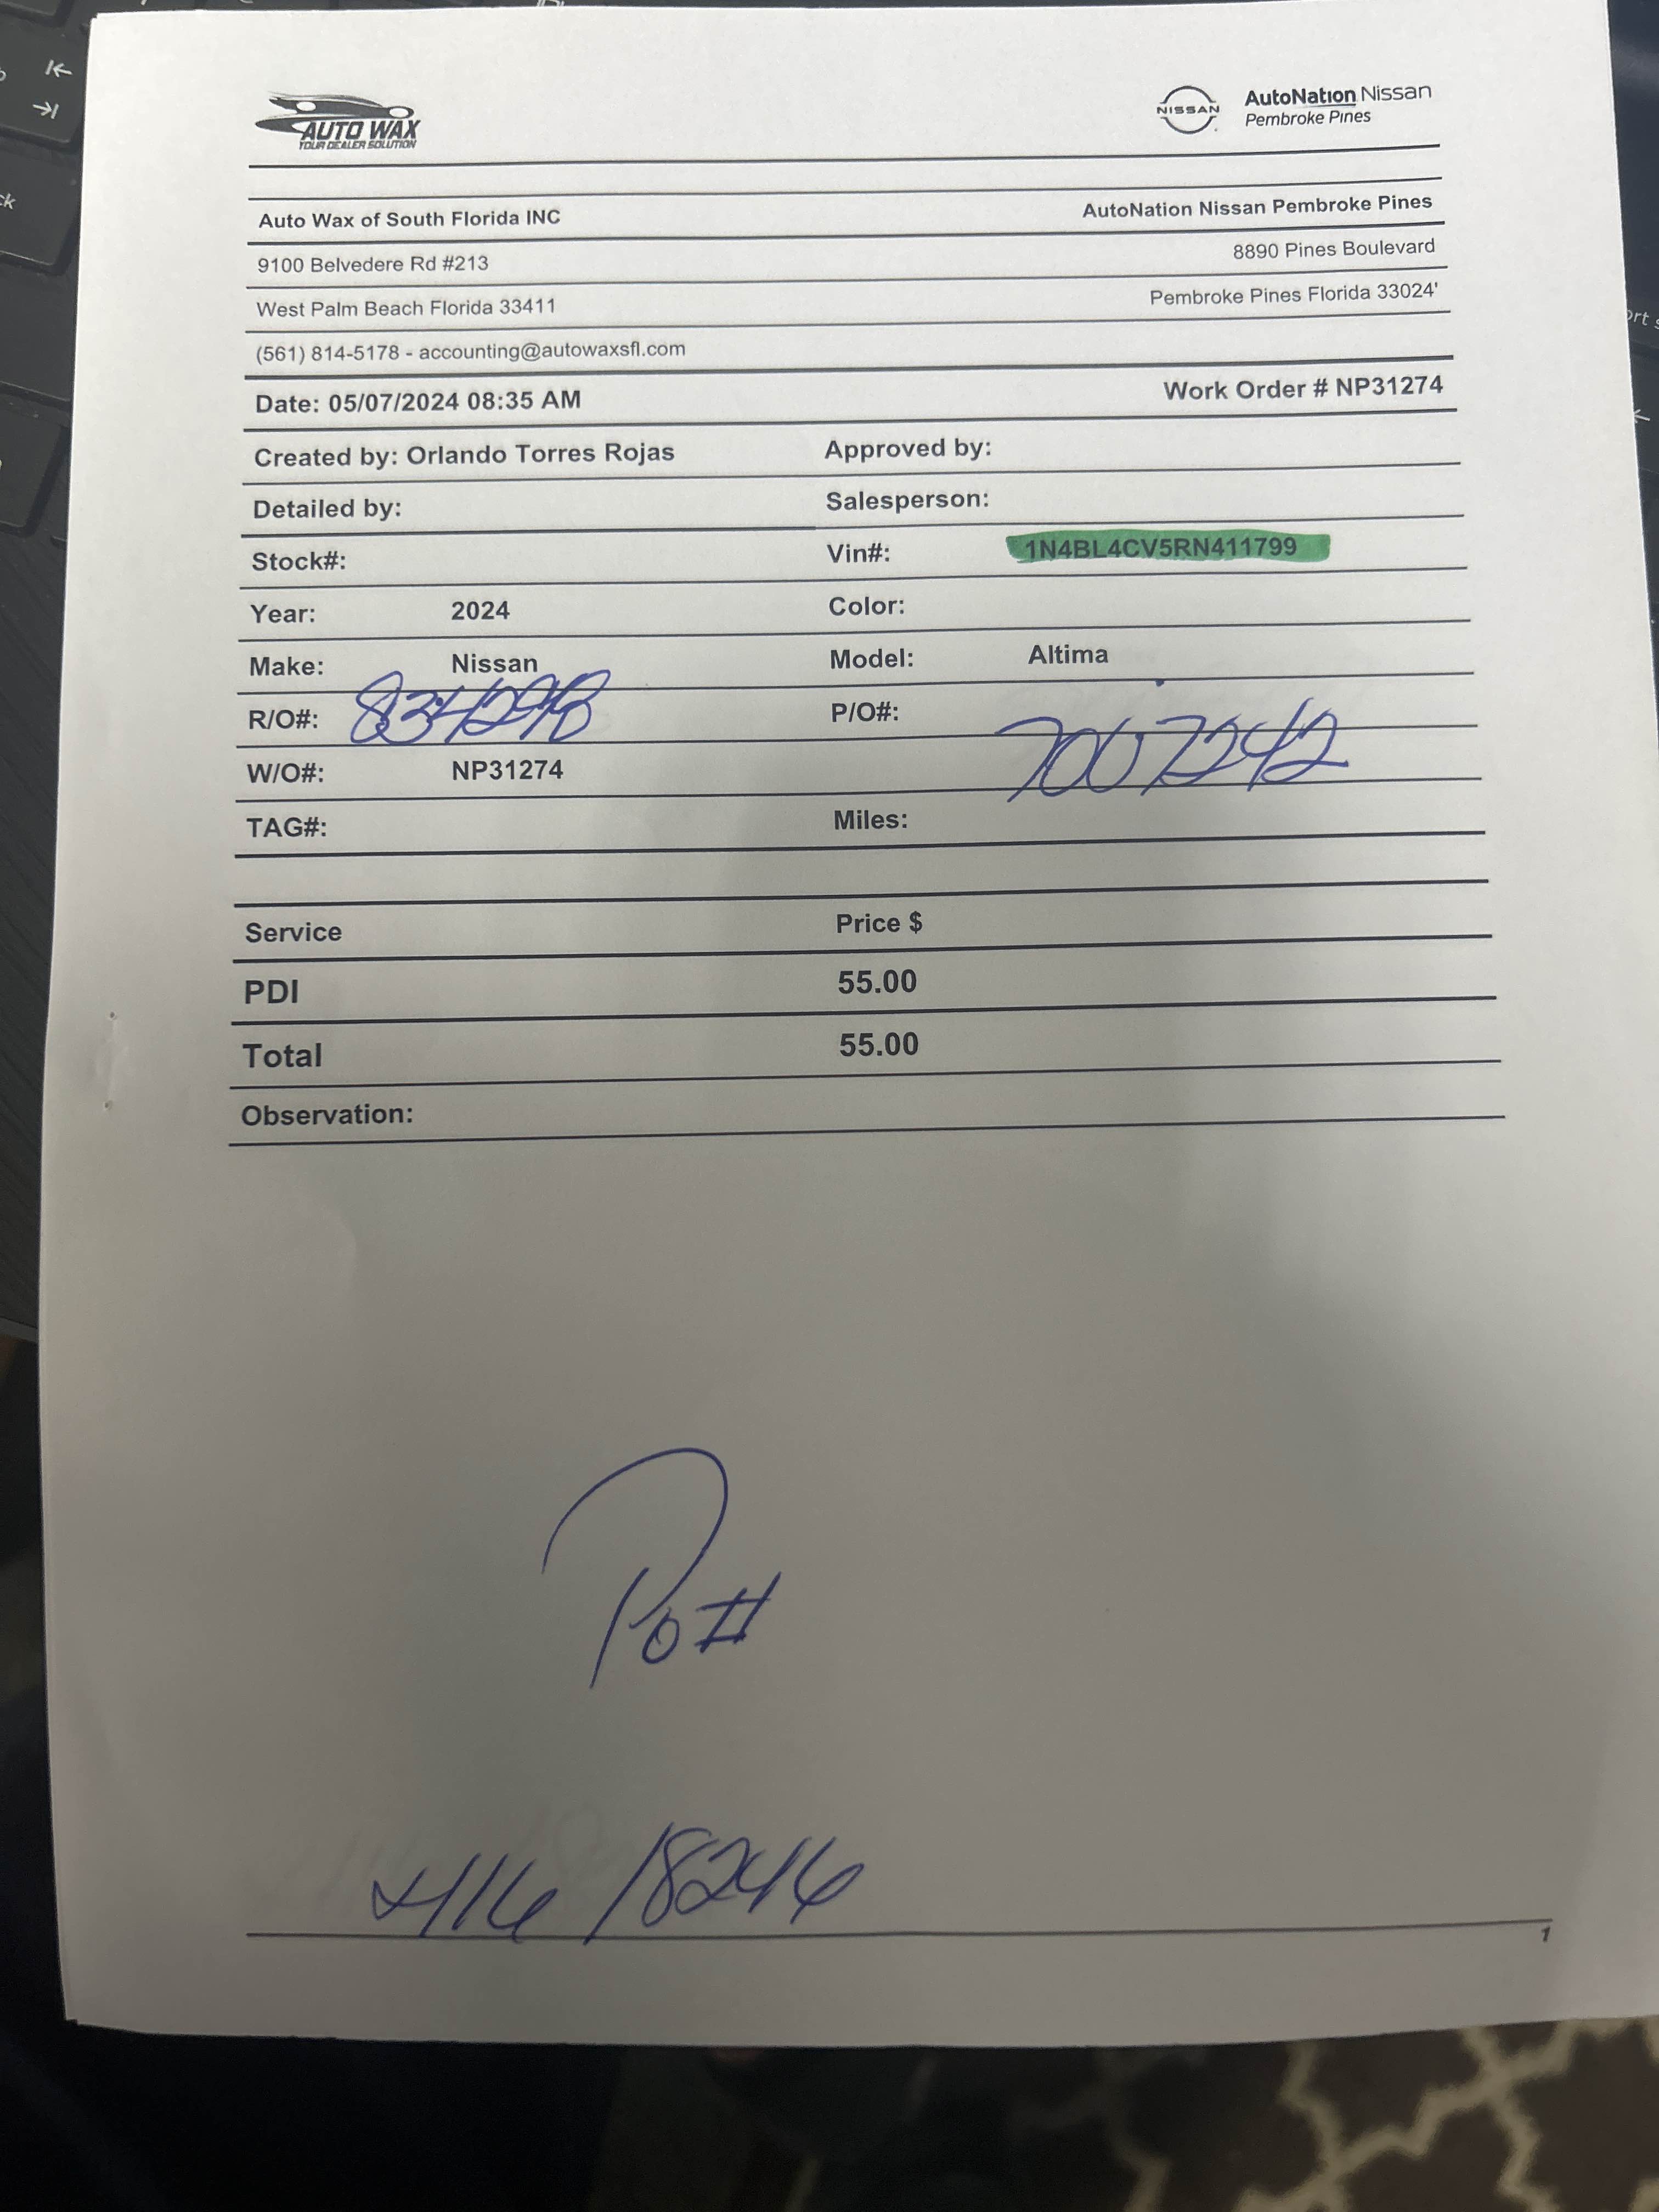 AUTO WAX
YOUR DEALER SOLUTION
NISSAN
AutoNation Nissan
Pembroke Pines
Auto Wax of South Florida INC AutoNation Nissan Pembroke Pines
9100 Belvedere Rd #213 8890 Pines Boulevard
West Palm Beach Florida 33411 Pembroke Pines Florida 33024'
(561) 814-5178 - accounting@autowaxsfl.com
Date: 05/07/2024 08:35 AM Work Order # NP31274
Created by: Orlando Torres Rojas Approved by:
Detailed by: Salesperson:
Stock#: Vin#: 1N4BL4CV5RN411799
Year: 2024 Color:
Make: Nissan Model: Altima
R/O#: P/O#: 7007242
W/O#: NP31274
TAG#: Miles:
Service Price $
PDI 55.00
Total 55.00
Observation:
Po#
18246
1